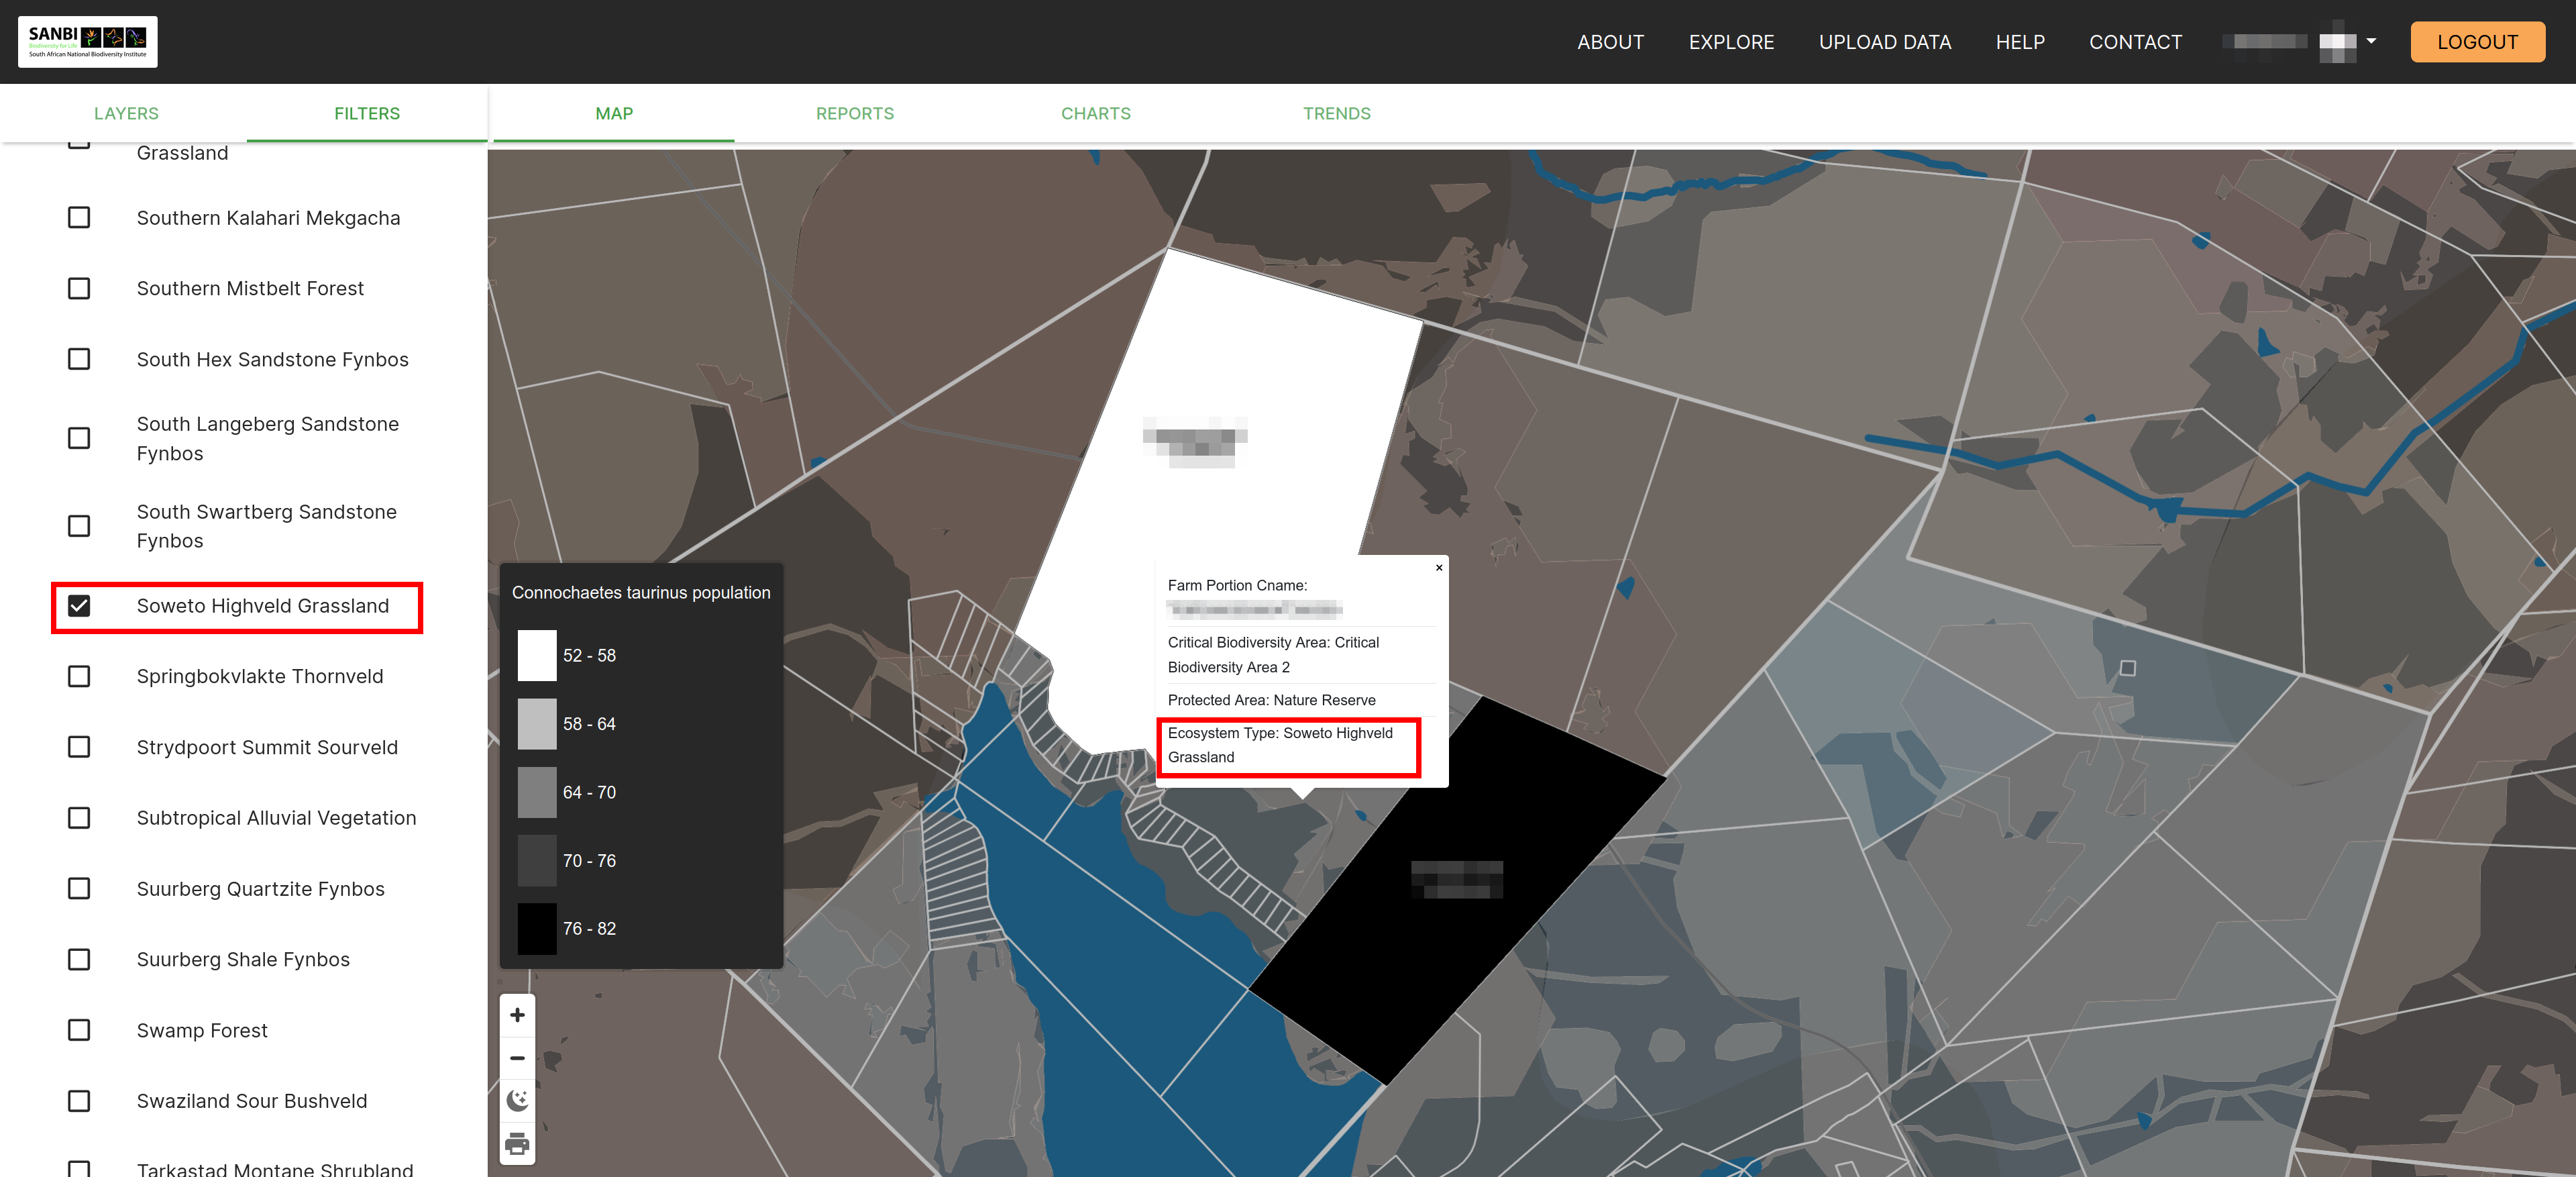 SANBI
Biodiversity for Life
South African National Biodiversity Institute
ABOUT
EXPLORE
UPLOAD DATA
HELP
CONTACT
LOGOUT
LAYERS
FILTERS
MAP
REPORTS
CHARTS
TRENDS
Grassland
Southern Kalahari Mekgacha
Southern Mistbelt Forest
South Hex Sandstone Fynbos
South Langeberg Sandstone
Fynbos
South Swartberg Sandstone
Fynbos
Soweto Highveld Grassland
Springbokvlakte Thornveld
Strydpoort Summit Sourveld
Subtropical Alluvial Vegetation
Suurberg Quartzite Fynbos
Suurberg Shale Fynbos
Swamp Forest
Swaziland Sour Bushveld
Tarkastad Montane Shrubland
Connochaetes taurinus population
52 - 58
58 - 64
64 - 70
70 - 76
76 - 82
×
Farm Portion Cname:
Critical Biodiversity Area: Critical
Biodiversity Area 2
Protected Area: Nature Reserve
Ecosystem Type: Soweto Highveld
Grassland